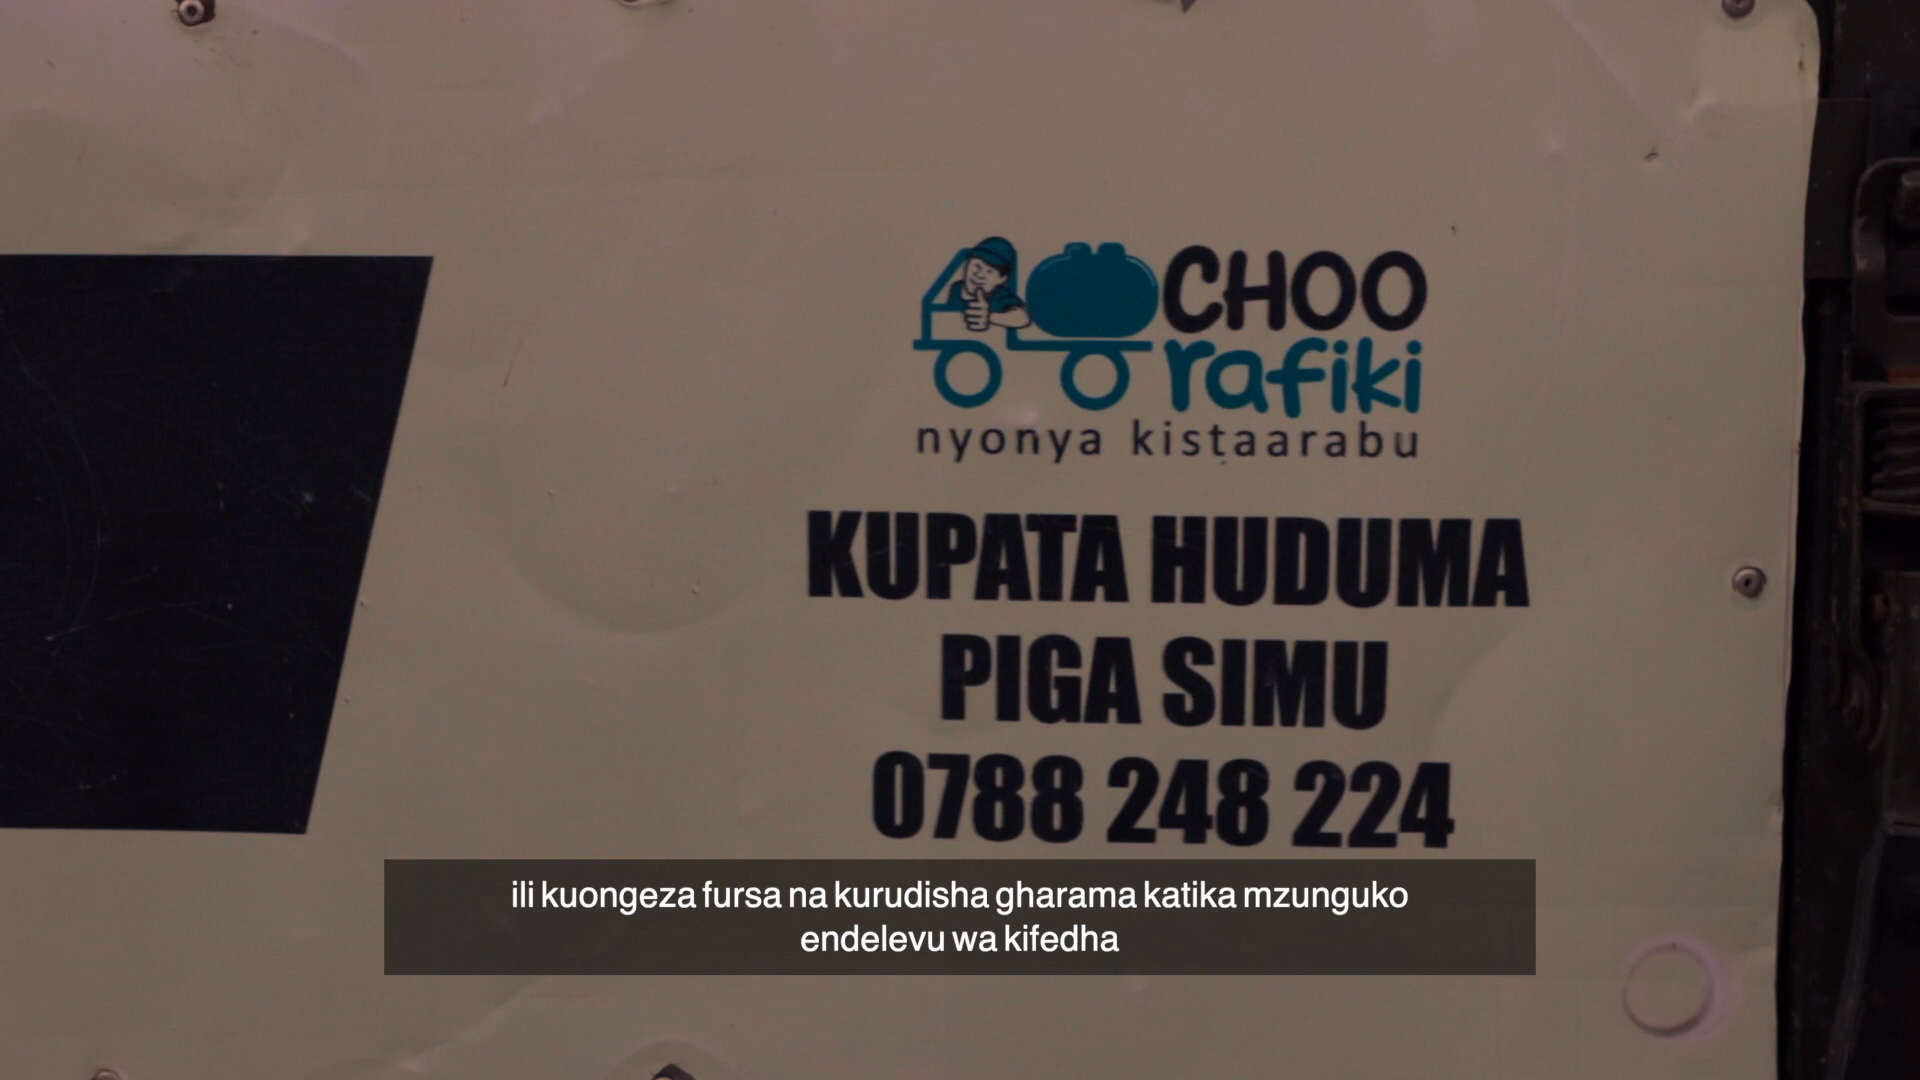 CHOO
rafiki
nyonya kistaarabu
KUPATA HUDUMA
PIGA SIMU
0788 248 224
ili kuongeza fursa na kurudisha gharama katika mzunguko
endelevu wa kifedha